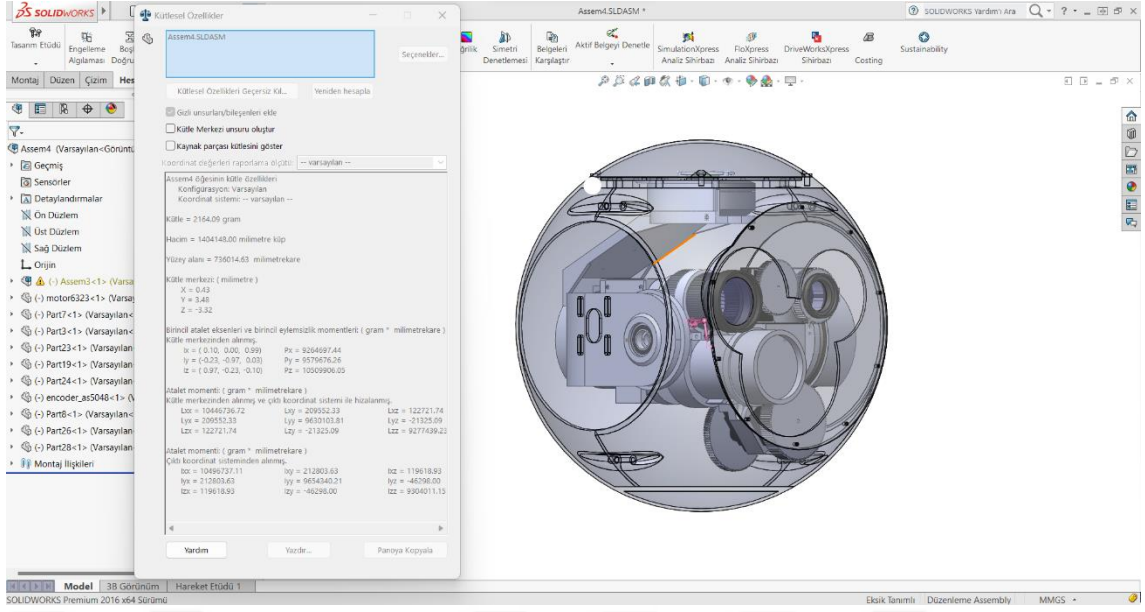 SOLIDWORKS
Assem4.SLDASM *
SOLIDWORKS Yardım'ı Ara
Tasarım Etüdü
Engelleme
Algılaması
Simetri
Denetlemesi
Belgeleri
Karşılaştır
Aktif Belgeyi Denetle
SimulationXpress
Analiz Sihirbazı
FloXpress
Analiz Sihirbazı
DriveWorksXpress
Sihirbazı
Costing
Sustainability
Montaj Düzen Çizim
Assem4 (Varsayılan<Görüntü
Geçmiş
Sensörler
Detaylandırmalar
Ön Düzlem
Üst Düzlem
Sağ Düzlem
Orijin
(-) Assem3<1> (Varsa
(-) motor6323<1> (Varsa
(-) Part7<1> (Varsayılan<
(-) Part3<1> (Varsayılan<
(-) Part23<1> (Varsayılan
(-) Part19<1> (Varsayılan
(-) Part24<1> (Varsayılan
(-) encoder_as5048<1> (V
(-) Part8<1> (Varsayılan<
(-) Part26<1> (Varsayılan
(-) Part28<1> (Varsayılan
Montaj İlişkileri
Kütlesel Özellikler
Assem4.SLDASM
Seçenekler...
Kütlesel Özellikleri Geçersiz Kıl...
Yeniden hesapla
Gizli unsurları/bileşenleri ekle
Kütle Merkezi unsuru oluştur
Kaynak parçası kütlesini göster
Koordinat değerleri raporlama ölçütü: -- varsayılan --
Assem4 öğesinin kütle özellikleri
Konfigürasyon: Varsayılan
Koordinat sistemi: -- varsayılan --
Kütle = 2164.09 gram
Hacim = 1404148.00 milimetre küp
Yüzey alanı = 736014.63 milimetrekare
Kütle merkezi: ( milimetre )
X = 0.43
Y = 3.48
Z = -3.32
Birincil atalet eksenleri ve birincil eylemsizlik momentleri: ( gram * milimetrekare )
Kütle merkezinden alınmış.
Ix = ( 0.10, 0.00, 0.99) Px = 9264697.44
Iy = (-0.23, -0.97, 0.03) Py = 9579676.26
Iz = ( 0.97, -0.23, -0.10) Pz = 10509906.05
Atalet momenti: ( gram * milimetrekare )
Kütle merkezinden alınmış ve çıktı koordinat sistemi ile hizalanmış.
Lxx = 10446736.72 Lxy = 209552.33 Lxz = 122721.74
Lyx = 209552.33 Lyy = 9630103.81 Lyz = -21325.09
Lzx = 122721.74 Lzy = -21325.09 Lzz = 9277439.23
Atalet momenti: ( gram * milimetrekare )
Çıktı koordinat sisteminden alınmış.
Ixx = 10496737.11 Ixy = 212803.63 Ixz = 119618.93
Iyx = 212803.63 Iyy = 9654340.21 Iyz = -46298.00
Izx = 119618.93 Izy = -46298.00 Izz = 9304011.15
Yardım Yazdır... Panoya Kopyala
Model 3B Görünüm Hareket Etüdü 1
SOLIDWORKS Premium 2016 x64 Sürümü
Eksik Tanımlı Düzenleme Assembly MMGS